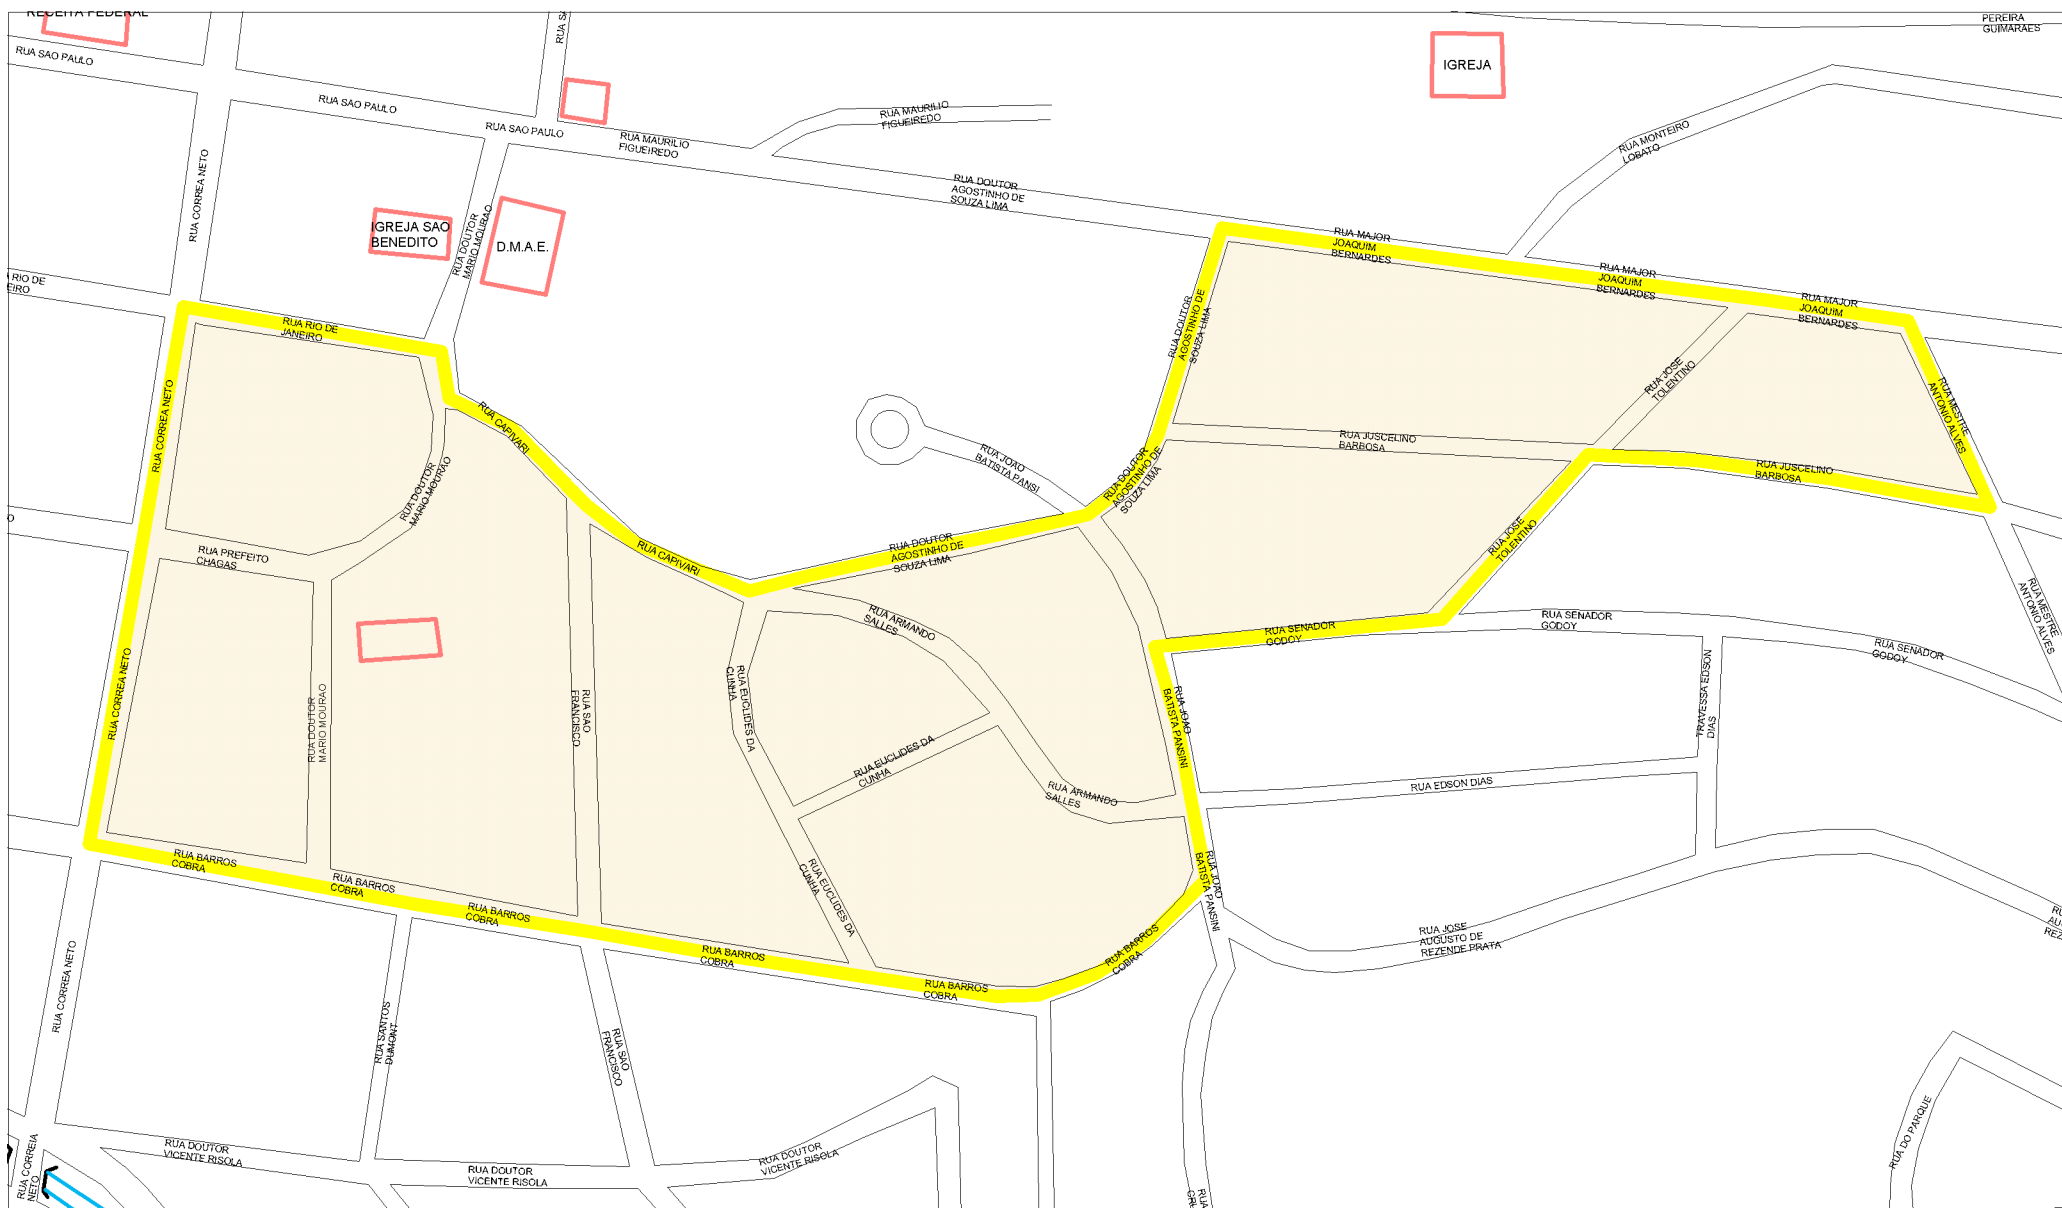 RECEITA FEDERAL
PEREIRA
GUIMARAES
RUA SAO PAULO
IGREJA
RUA SAO PAULO
RUA MAURILIO
FIGUEIREDO
RUA SAO PAULO
RUA MAURILIO
FIGUEIREDO
RUA MONTEIRO
LOBATO
RUA CORREA NETO
RUA DOUTOR
AGOSTINHO DE
SOUZA LIMA
IGREJA SAO
BENEDITO
RUA DOUTOR
MARIO MOURAO
D.M.A.E.
RUA MAJOR
JOAQUIM
BERNARDES
RUA MAJOR
JOAQUIM
BERNARDES
RUA MAJOR
JOAQUIM
BERNARDES
RIO DE
EIRO
RUA RIO DE
JANEIRO
RUA DOUTOR
AGOSTINHO DE
SOUZA LIMA
RUA JOSE
TOLENTINO
RUA MESTRE
ANTONIO ALVES
RUA CORREA NETO
RUA CAPIVARI
RUA JUSCELINO
BARBOSA
RUA JOAO
BATISTA PANSI
RUA DOUTOR
AGOSTINHO DE
SOUZA LIMA
RUA JUSCELINO
BARBOSA
RUA DOUTOR
MARIO MOURAO
O
RUA PREFEITO
CHAGAS
RUA CAPIVARI
RUA DOUTOR
AGOSTINHO DE
SOUZA LIMA
RUA JOSE
TOLENTINO
RUA MESTRE
ANTONIO ALVES
RUA ARMANDO
SALLES
RUA SENADOR
GODOY
RUA SENADOR
GODOY
RUA SENADOR
GODOY
RUA CORREA NETO
RUA DOUTOR
MARIO MOURAO
RUA SAO
FRANCISCO
RUA EUCLIDES DA
CUNHA
RUA JOAO
BATISTA PANSINI
TRAVESSA EDSON
DIAS
RUA EUCLIDES DA
CUNHA
RUA ARMANDO
SALLES
RUA EDSON DIAS
RUA BARROS
COBRA
RUA BARROS
COBRA
RUA BARROS
COBRA
RUA EUCLIDES DA
CUNHA
RUA JOAO
BATISTA PANSINI
RUA BARROS
COBRA
RUA BARROS
COBRA
RUA BARROS
COBRA
RUA JOSE
AUGUSTO DE
REZENDE PRATA
RU
AU
REZ
RUA CORREA NETO
RUA SANTOS
DUMONT
RUA SAO
FRANCISCO
RUA DOUTOR
VICENTE RISOLA
RUA DOUTOR
VICENTE RISOLA
RUA DOUTOR
VICENTE RISOLA
RUA DO PARQUE
RUA CORREIA
NETO
RUA